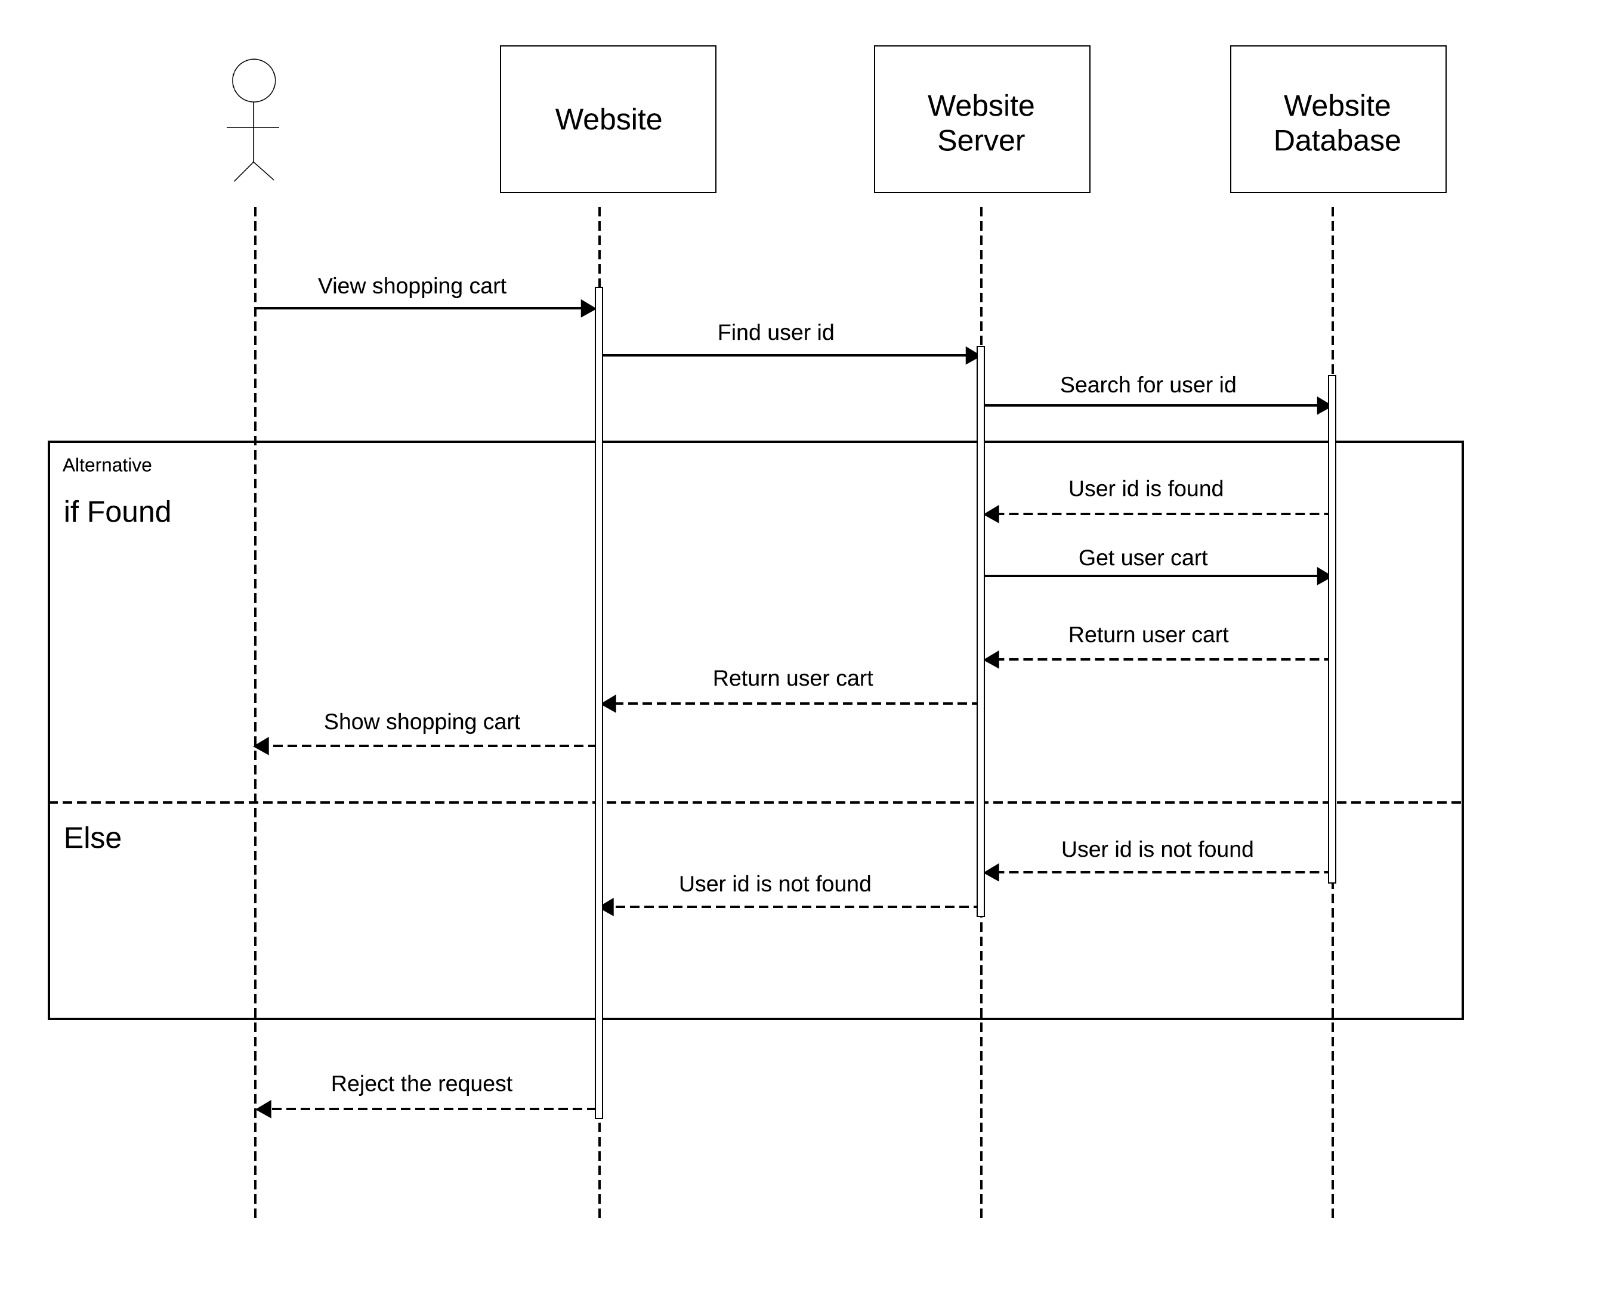 Website
Website
Server
Website
Database
View shopping cart
Find user id
Search for user id
Alternative
if Found
User id is found
Get user cart
Return user cart
Return user cart
Show shopping cart
Else
User id is not found
User id is not found
Reject the request